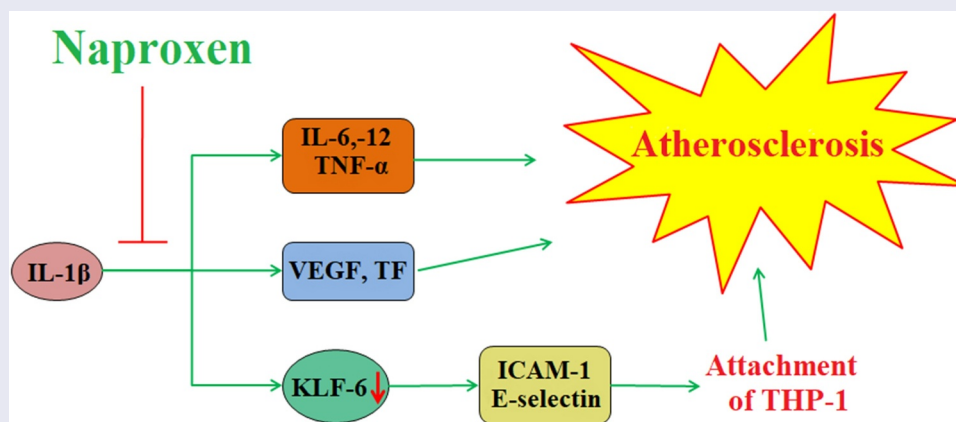 Naproxen
IL-6,-12
TNF-α
Atherosclerosis
IL-1β
VEGF, TF
KLF-6
ICAM-1
E-selectin
Attachment
of THP-1